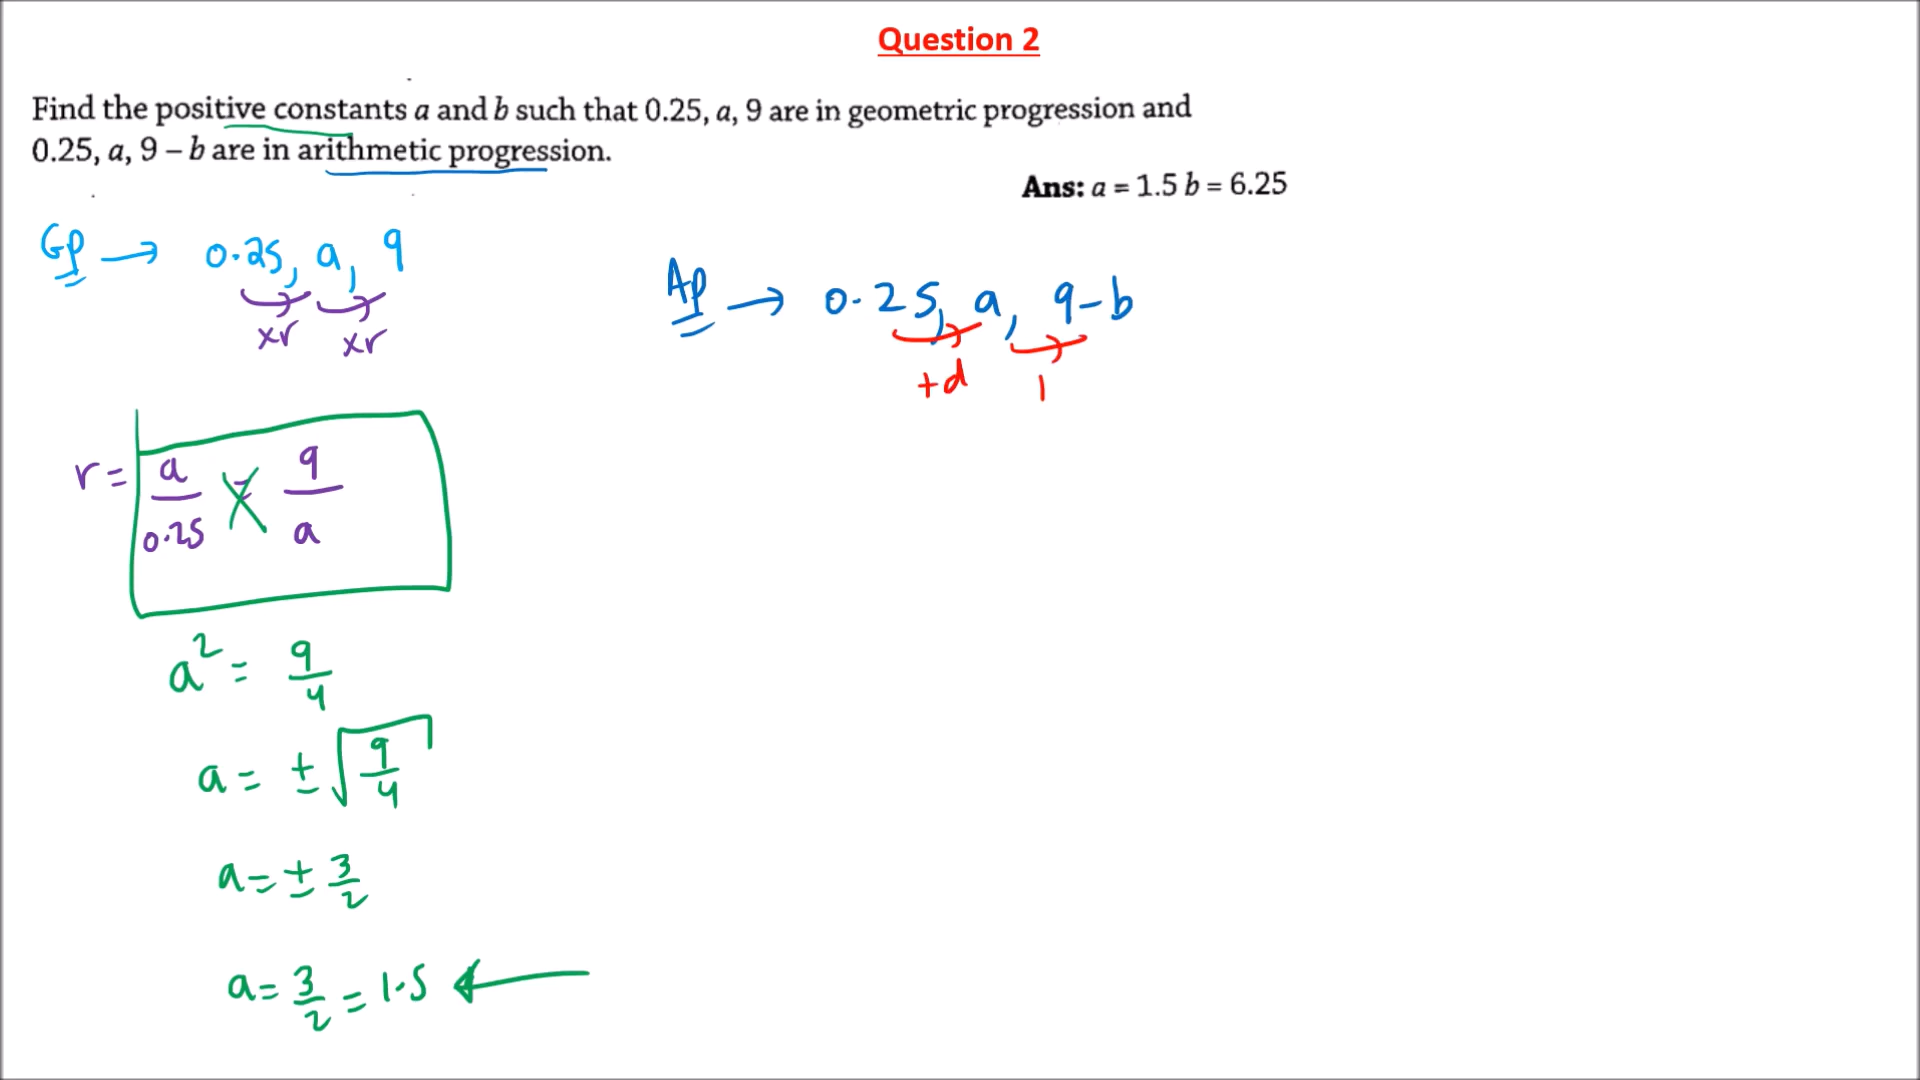 Question 2
Find the positive constants a and b such that 0.25, a, 9 are in geometric progression and
0.25, a, 9 – b are in arithmetic progression.
Ans: a = 1.5 b = 6.25
GP → 0.25, a, 9
×r ×r
r = a/0.25 = 9/a
a² = 9/4
a = ± √(9/4)
a = ± 3/2
a = 3/2 = 1.5 ←
AP → 0.25, a, 9 – b
+d